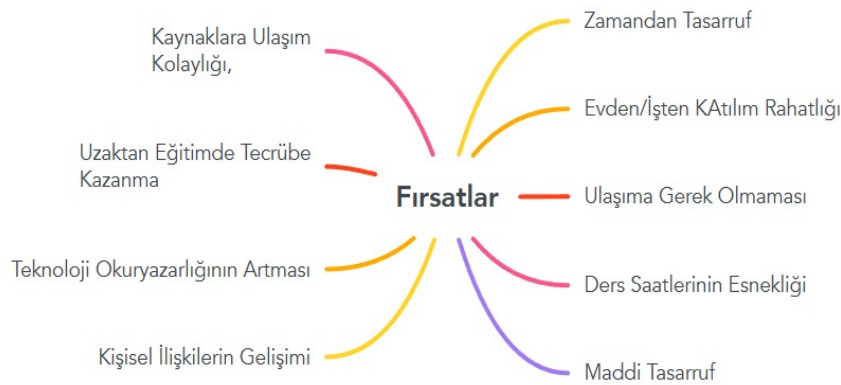 Kaynaklara Ulaşım
Kolaylığı,
Uzaktan Eğitimde Tecrübe
Kazanma
Teknoloji Okuryazarlığının Artması
Kişisel İlişkilerin Gelişimi
Fırsatlar
Zamandan Tasarruf
Evden/İşten KAtılım Rahatlığı
Ulaşıma Gerek Olmaması
Ders Saatlerinin Esnekliği
Maddi Tasarruf